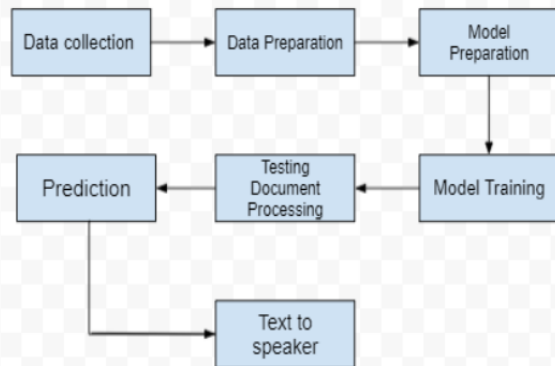 Data collection
Data Preparation
Model
Preparation
Model Training
Testing
Document
Processing
Prediction
Text to
speaker